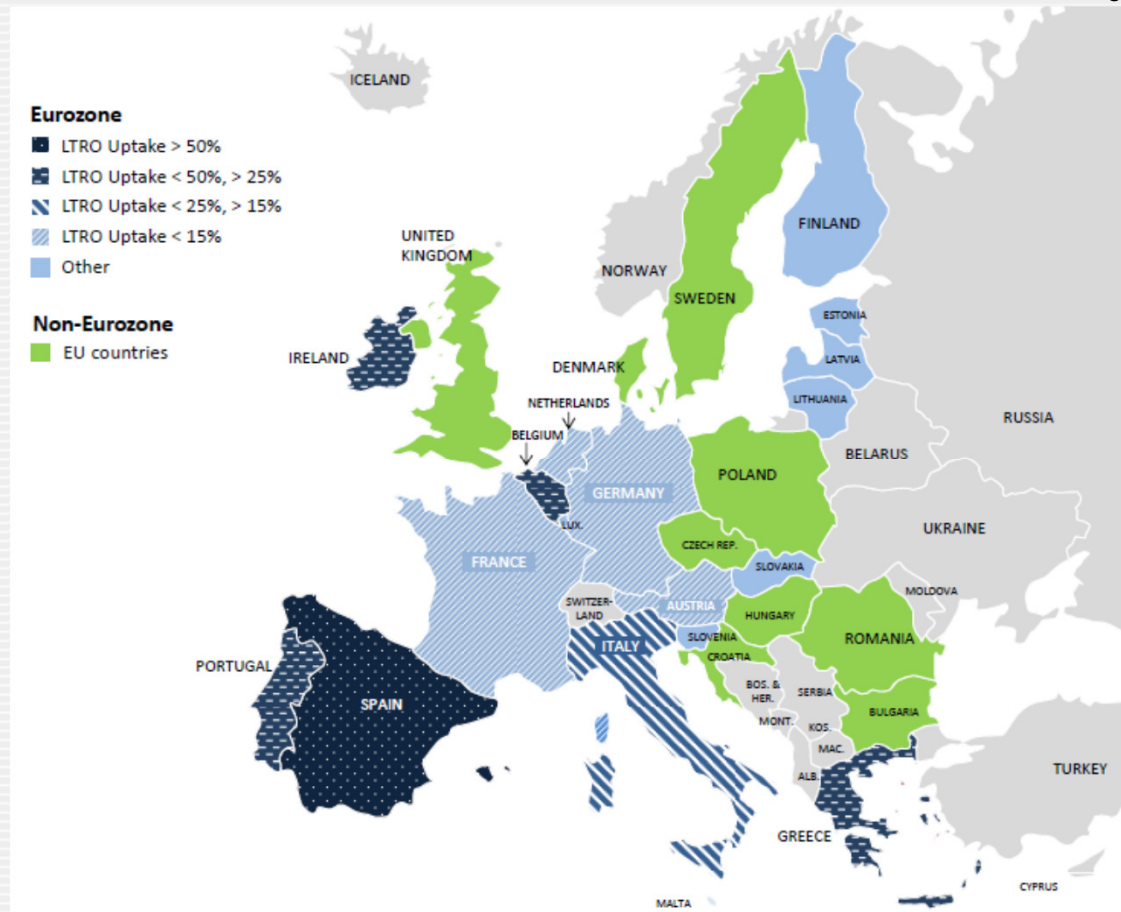 ICELAND
Eurozone
LTRO Uptake > 50%
LTRO Uptake < 50%, > 25%
LTRO Uptake < 25%, > 15%
LTRO Uptake < 15%
Other
Non-Eurozone
EU countries
UNITED
KINGDOM
FINLAND
NORWAY
SWEDEN
ESTONIA
IRELAND
LATVIA
DENMARK
LITHUANIA
NETHERLANDS
RUSSIA
BELGIUM
BELARUS
POLAND
GERMANY
LUX.
UKRAINE
CZECH REP.
FRANCE
SLOVAKIA
MOLDOVA
SWITZER-
LAND
AUSTRIA
HUNGARY
ROMANIA
SLOVENIA
ITALY
CROATIA
PORTUGAL
BOS. &
HER.
SERBIA
SPAIN
BULGARIA
MONT.
KOS.
MAC.
ALB.
TURKEY
GREECE
CYPRUS
MALTA